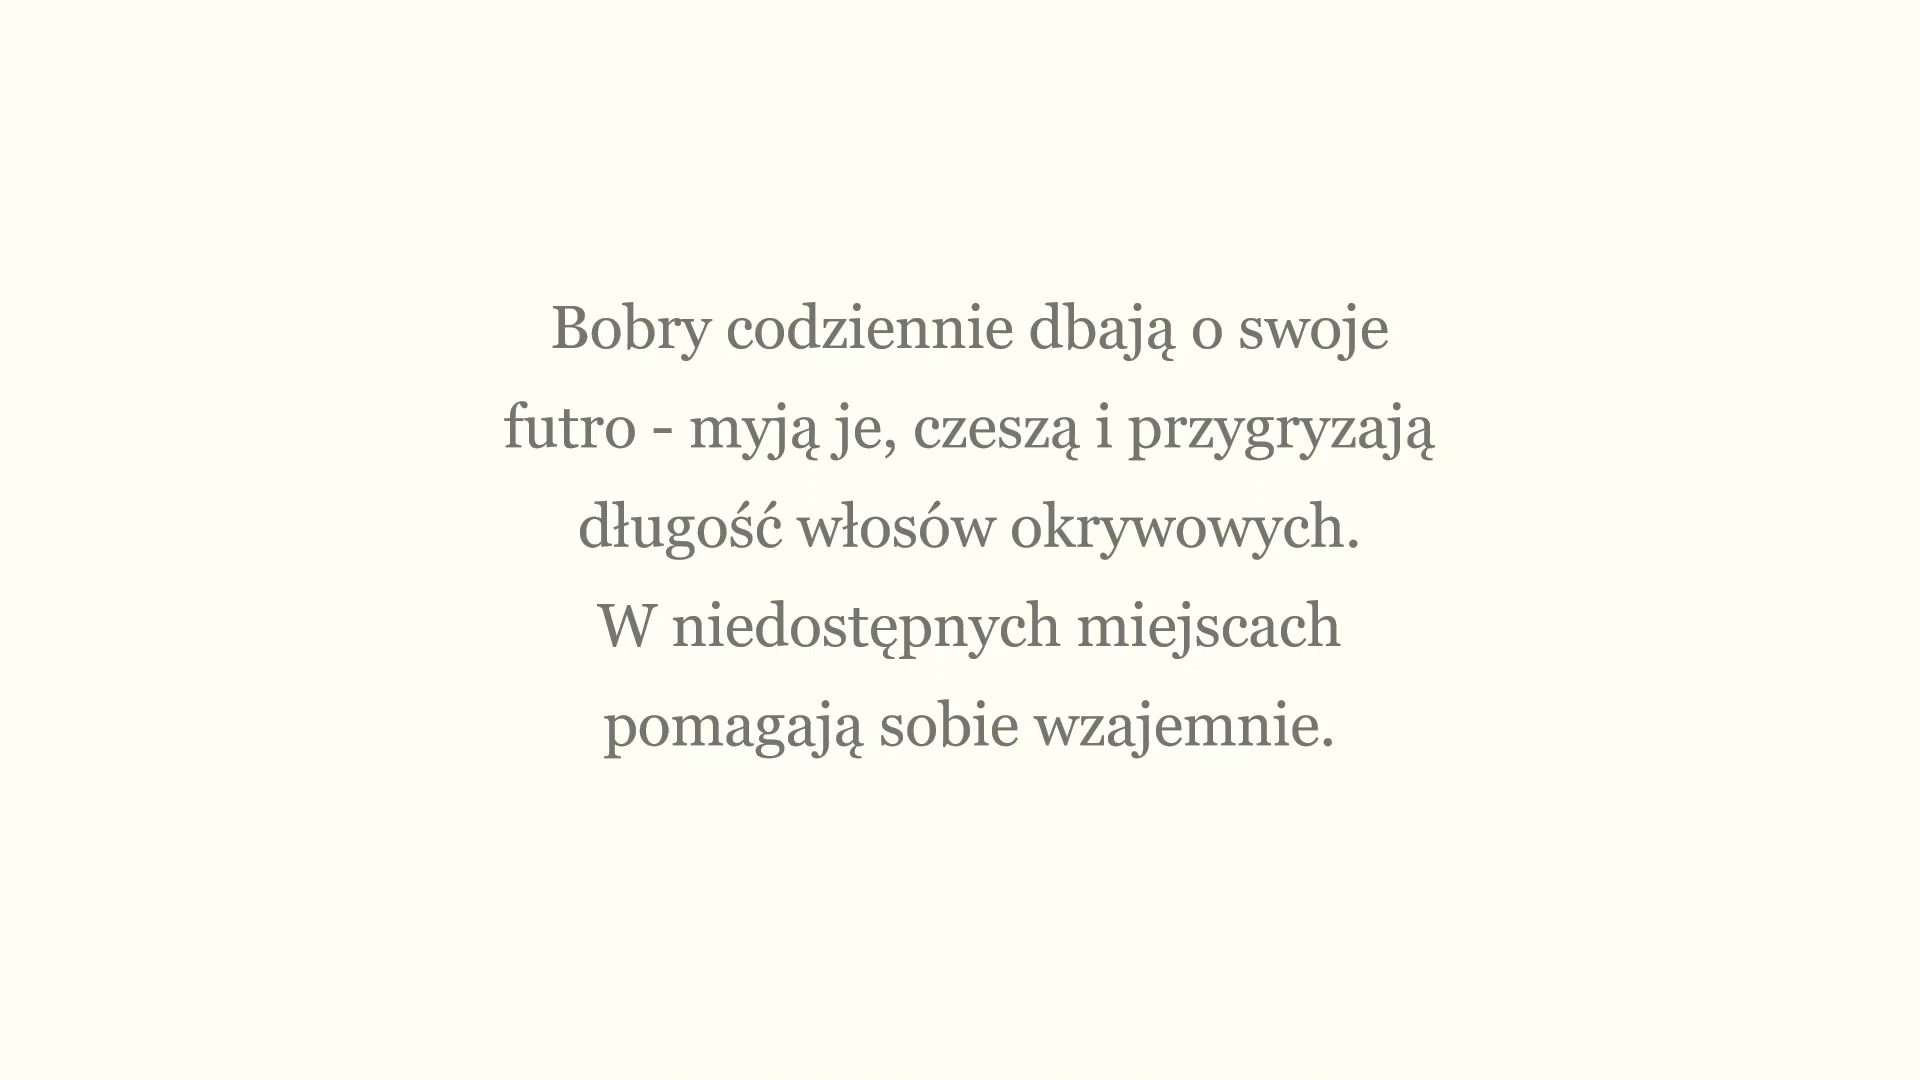 Bobry codziennie dbają o swoje
futro - myją je, czeszą i przygryzają
długość włosów okrywowych.
W niedostępnych miejscach
pomagają sobie wzajemnie.